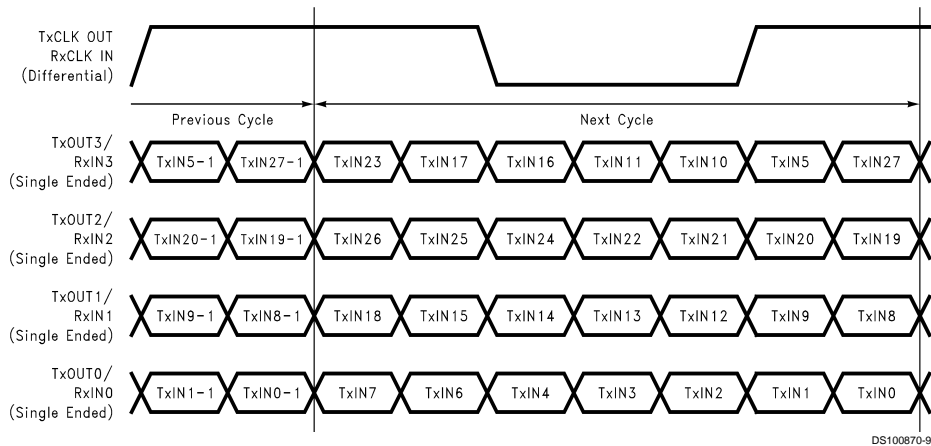 TxCLK OUT
RxCLK IN
(Differential)
Previous Cycle
Next Cycle
TxOUT3/
RxIN3
(Single Ended)
TxIN5-1 TxIN27-1 TxIN23 TxIN17 TxIN16 TxIN11 TxIN10 TxIN5 TxIN27
TxOUT2/
RxIN2
(Single Ended)
TxIN20-1 TxIN19-1 TxIN26 TxIN25 TxIN24 TxIN22 TxIN21 TxIN20 TxIN19
TxOUT1/
RxIN1
(Single Ended)
TxIN9-1 TxIN8-1 TxIN18 TxIN15 TxIN14 TxIN13 TxIN12 TxIN9 TxIN8
TxOUT0/
RxIN0
(Single Ended)
TxIN1-1 TxIN0-1 TxIN7 TxIN6 TxIN4 TxIN3 TxIN2 TxIN1 TxIN0
DS100870-9